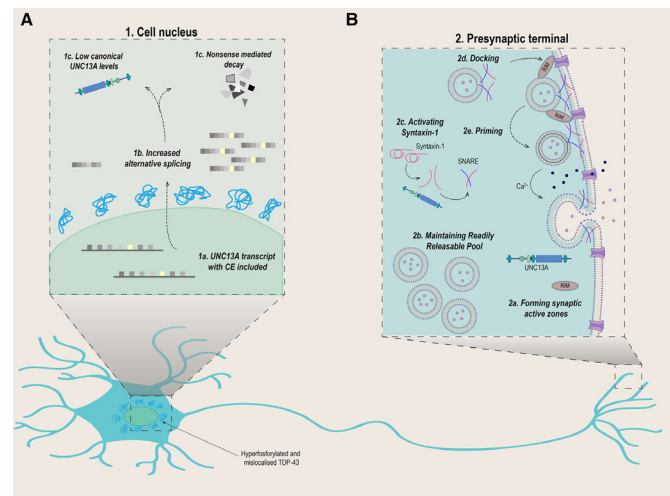 A
1. Cell nucleus
1c. Low canonical
UNC13A levels
1c. Nonsense mediated
decay
1b. Increased
alternative splicing
1a. UNC13A transcript
with CE included
Hyperfosforylated and
mislocalised TDP-43
B
2. Presynaptic terminal
2d. Docking
RIM
2c. Activating
Syntaxin-1
2e. Priming
RIM
Syntaxin-1
SNARE
Ca²⁺
2b. Maintaining Readily
Releasable Pool
UNC13A
RIM
2a. Forming synaptic
active zones